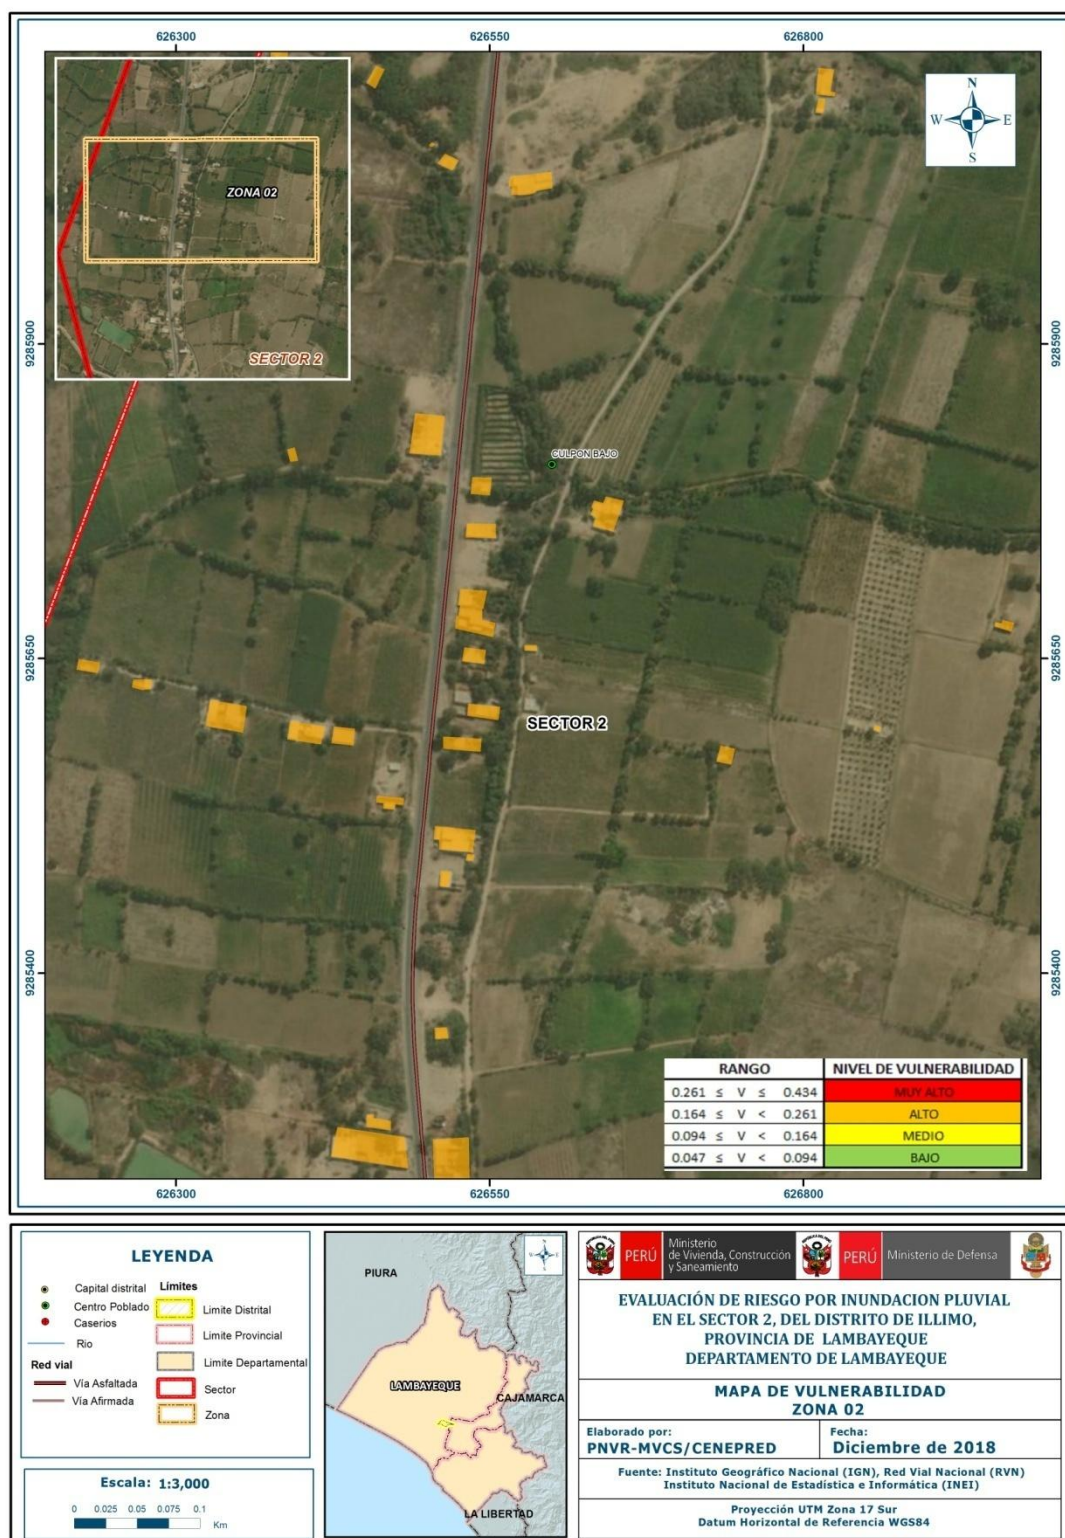 626300
626550
626800
N
W
E
S
ZONA 02
SECTOR 2
9285900
9285900
CULPON BAJO
9285650
9285650
SECTOR 2
9285400
9285400
RANGO NIVEL DE VULNERABILIDAD
0.261 ≤ V ≤ 0.434 MUY ALTO
0.164 ≤ V < 0.261 ALTO
0.094 ≤ V < 0.164 MEDIO
0.047 ≤ V < 0.094 BAJO
626300
626550
626800
LEYENDA
Capital distrital
Centro Poblado
Caserios
Rio
Red vial
Vía Asfaltada
Vía Afirmada
Límites
Limite Distrital
Limite Provincial
Limite Departamental
Sector
Zona
Escala: 1:3,000
0 0.025 0.05 0.075 0.1
Km
PIURA
LAMBAYEQUE
CAJAMARCA
LA LIBERTAD
PERÚ
Ministerio
de Vivienda, Construcción
y Saneamiento
PERÚ
Ministerio de Defensa
EVALUACIÓN DE RIESGO POR INUNDACION PLUVIAL
EN EL SECTOR 2, DEL DISTRITO DE ILLIMO,
PROVINCIA DE LAMBAYEQUE
DEPARTAMENTO DE LAMBAYEQUE
MAPA DE VULNERABILIDAD
ZONA 02
Elaborado por:
PNVR-MVCS/CENEPRED
Fecha:
Diciembre de 2018
Fuente: Instituto Geográfico Nacional (IGN), Red Vial Nacional (RVN)
Instituto Nacional de Estadística e Informática (INEI)
Proyección UTM Zona 17 Sur
Datum Horizontal de Referencia WGS84